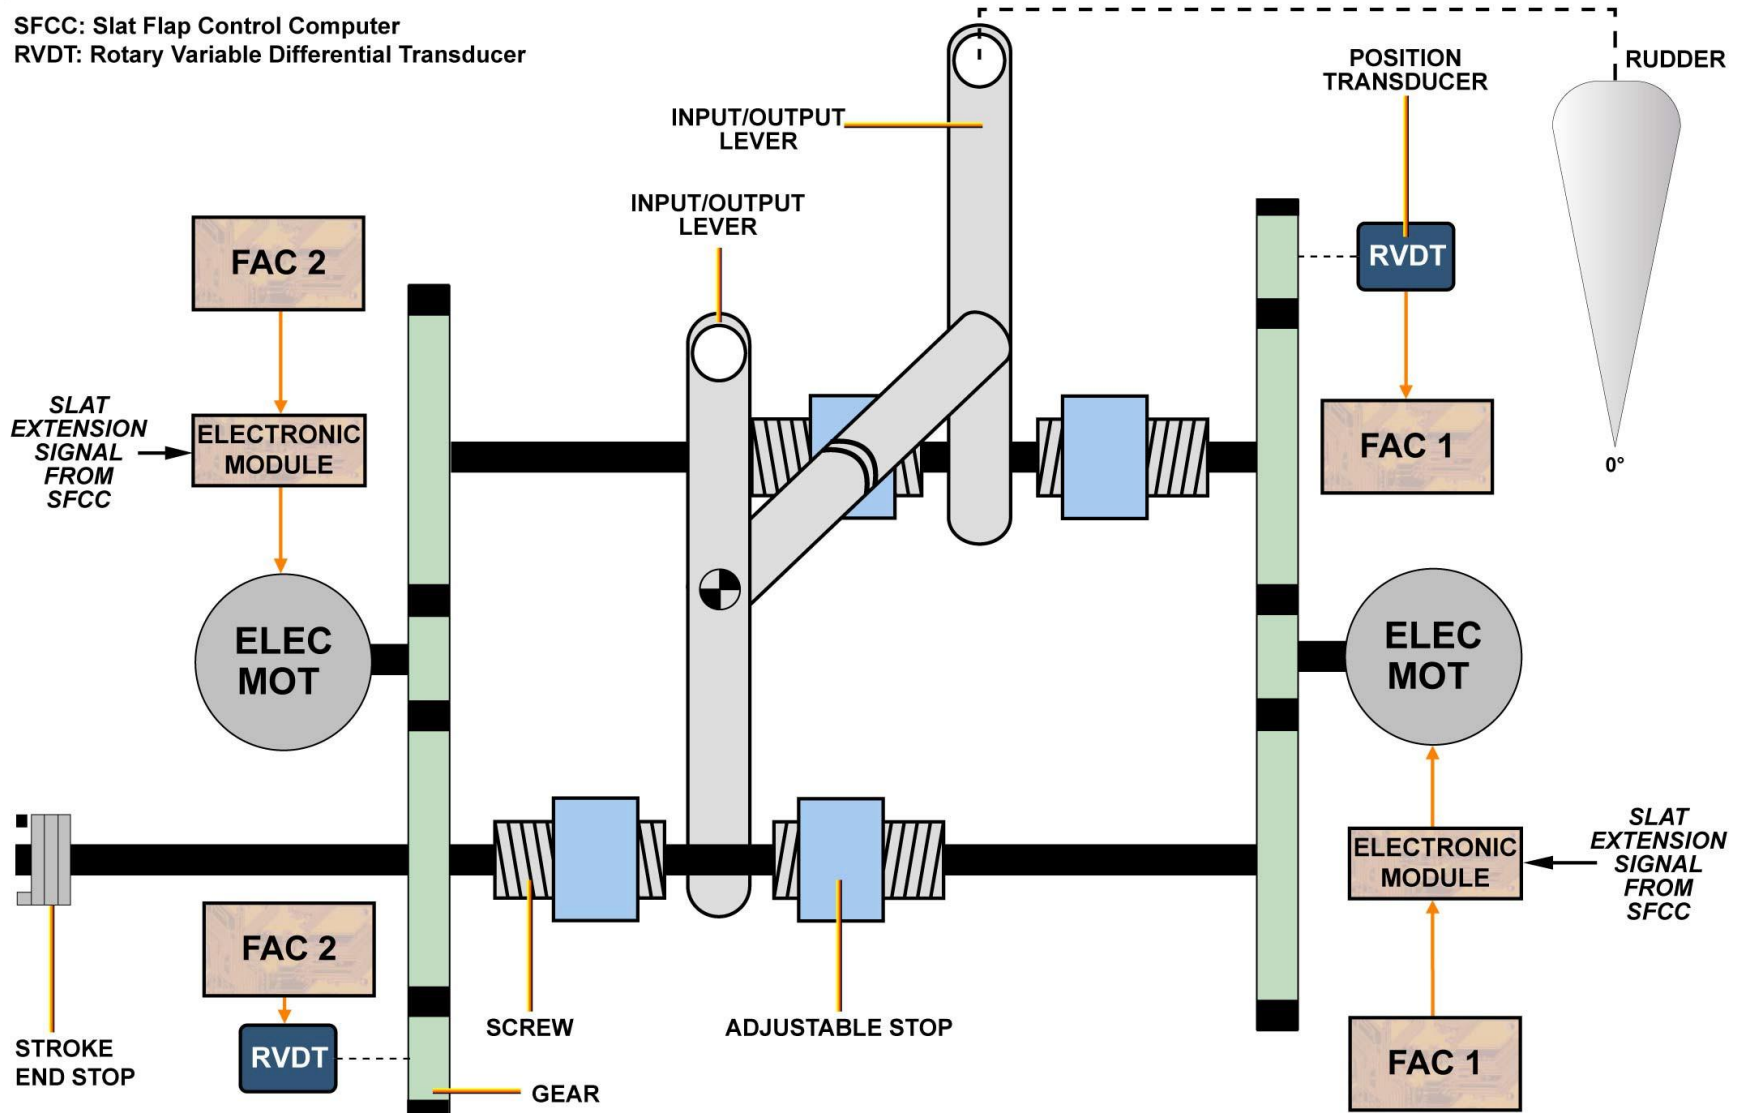 SFCC: Slat Flap Control Computer
RVDT: Rotary Variable Differential Transducer
POSITION
TRANSDUCER
RUDDER
INPUT/OUTPUT
LEVER
INPUT/OUTPUT
LEVER
FAC 2
RVDT
SLAT
EXTENSION
SIGNAL
FROM
SFCC
ELECTRONIC
MODULE
FAC 1
0°
ELEC
MOT
ELEC
MOT
SLAT
EXTENSION
SIGNAL
FROM
SFCC
ELECTRONIC
MODULE
FAC 2
SCREW
ADJUSTABLE STOP
STROKE
END STOP
RVDT
FAC 1
GEAR